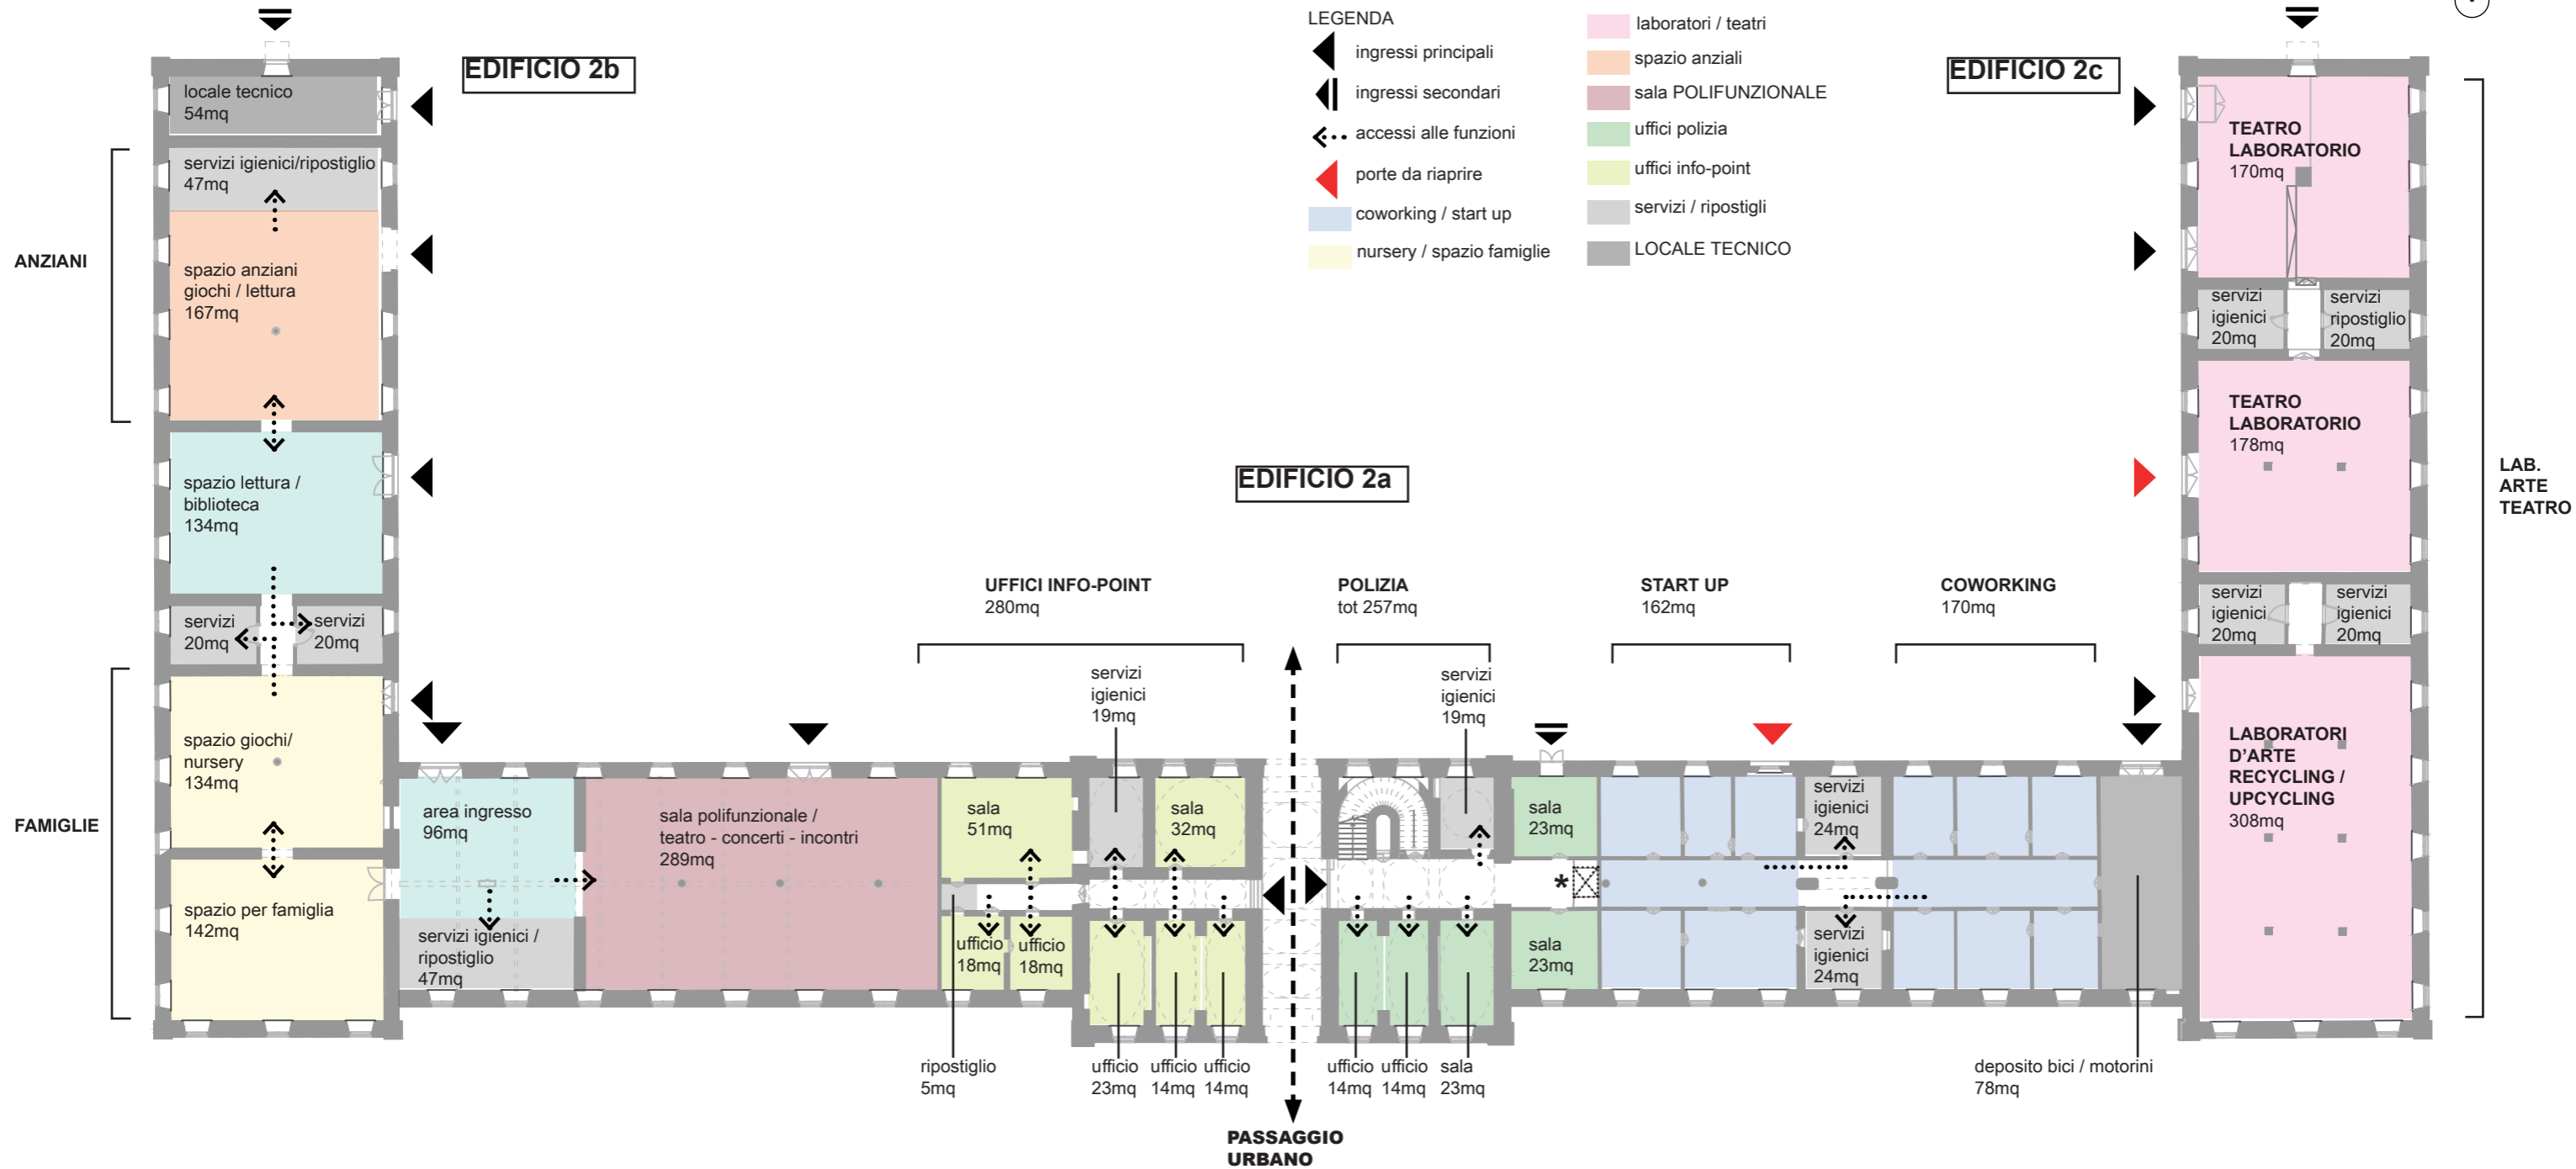 LEGENDA
ingressi principali
ingressi secondari
accessi alle funzioni
porte da riaprire
coworking / start up
nursery / spazio famiglie
laboratori / teatri
spazio anziali
sala POLIFUNZIONALE
uffici polizia
uffici info-point
servizi / ripostigli
LOCALE TECNICO
EDIFICIO 2b
locale tecnico
54mq
servizi igienici/ripostiglio
47mq
ANZIANI
spazio anziani
giochi / lettura
167mq
spazio lettura /
biblioteca
134mq
servizi
20mq
servizi
20mq
FAMIGLIE
spazio giochi/
nursery
134mq
spazio per famiglia
142mq
EDIFICIO 2a
area ingresso
96mq
servizi igienici /
ripostiglio
47mq
sala polifunzionale /
teatro - concerti - incontri
289mq
UFFICI INFO-POINT
280mq
sala
51mq
servizi
igienici
19mq
sala
32mq
ufficio
18mq
ufficio
18mq
ripostiglio
5mq
ufficio
23mq
ufficio
14mq
ufficio
14mq
PASSAGGIO
URBANO
POLIZIA
tot 257mq
servizi
igienici
19mq
sala
23mq
*
sala
23mq
ufficio
14mq
ufficio
14mq
sala
23mq
START UP
162mq
servizi
igienici
24mq
servizi
igienici
24mq
COWORKING
170mq
deposito bici / motorini
78mq
EDIFICIO 2c
TEATRO
LABORATORIO
170mq
servizi
igienici
20mq
servizi
ripostiglio
20mq
TEATRO
LABORATORIO
178mq
servizi
igienici
20mq
servizi
igienici
20mq
LABORATORI
D'ARTE
RECYCLING /
UPCYCLING
308mq
LAB.
ARTE
TEATRO